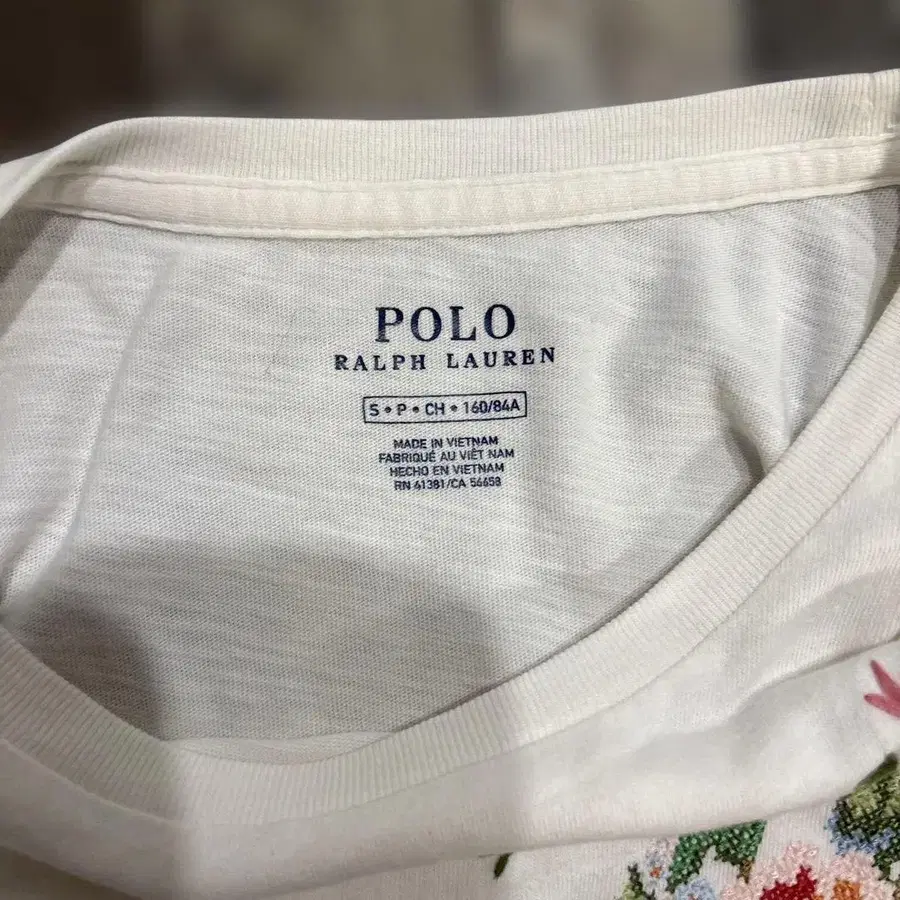 POLO
RALPH LAUREN
S • P • CH • 160/84A
MADE IN VIETNAM
FABRIQUÉ AU VIÊT NAM
HECHO EN VIETNAM
RN 41381/CA 56658